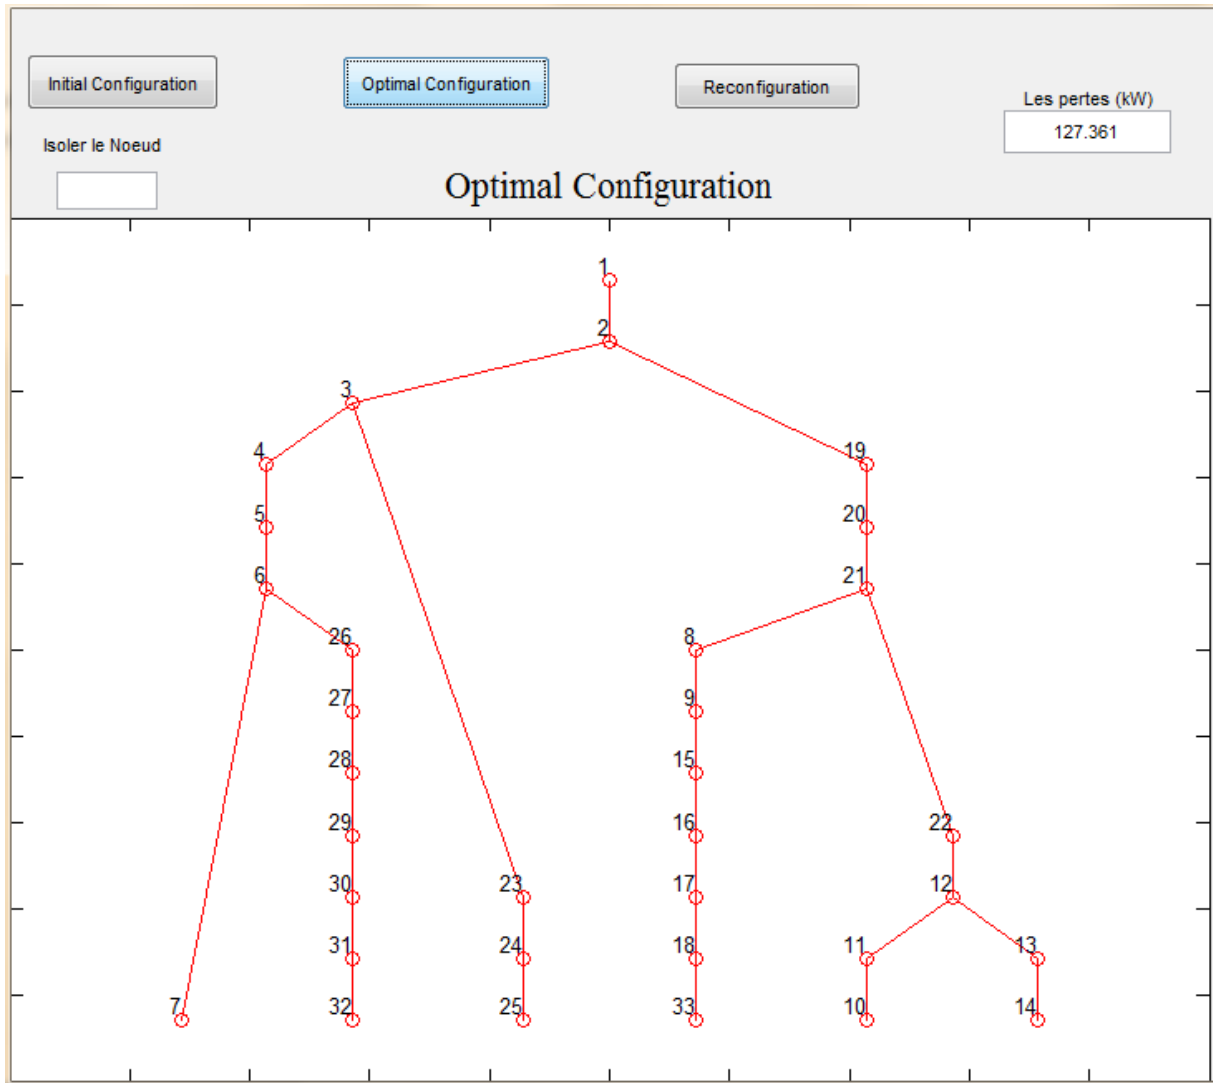 Initial Configuration
Optimal Configuration
Reconfiguration
Les pertes (kW)
127.361
Isoler le Noeud
Optimal Configuration
1
2
3
4 19
5 20
6 21
26 8
27 9
28 15
29 16 22
30 23 17 12
31 24 18 11 13
7 32 25 33 10 14